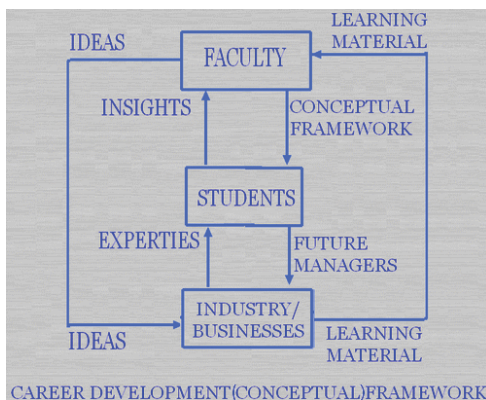 LEARNING
MATERIAL
IDEAS
FACULTY
INSIGHTS
CONCEPTUAL
FRAMEWORK
STUDENTS
EXPERTIES
FUTURE
MANAGERS
INDUSTRY/
BUSINESSES
IDEAS
LEARNING
MATERIAL
CAREER DEVELOPMENT(CONCEPTUAL)FRAMEWORK